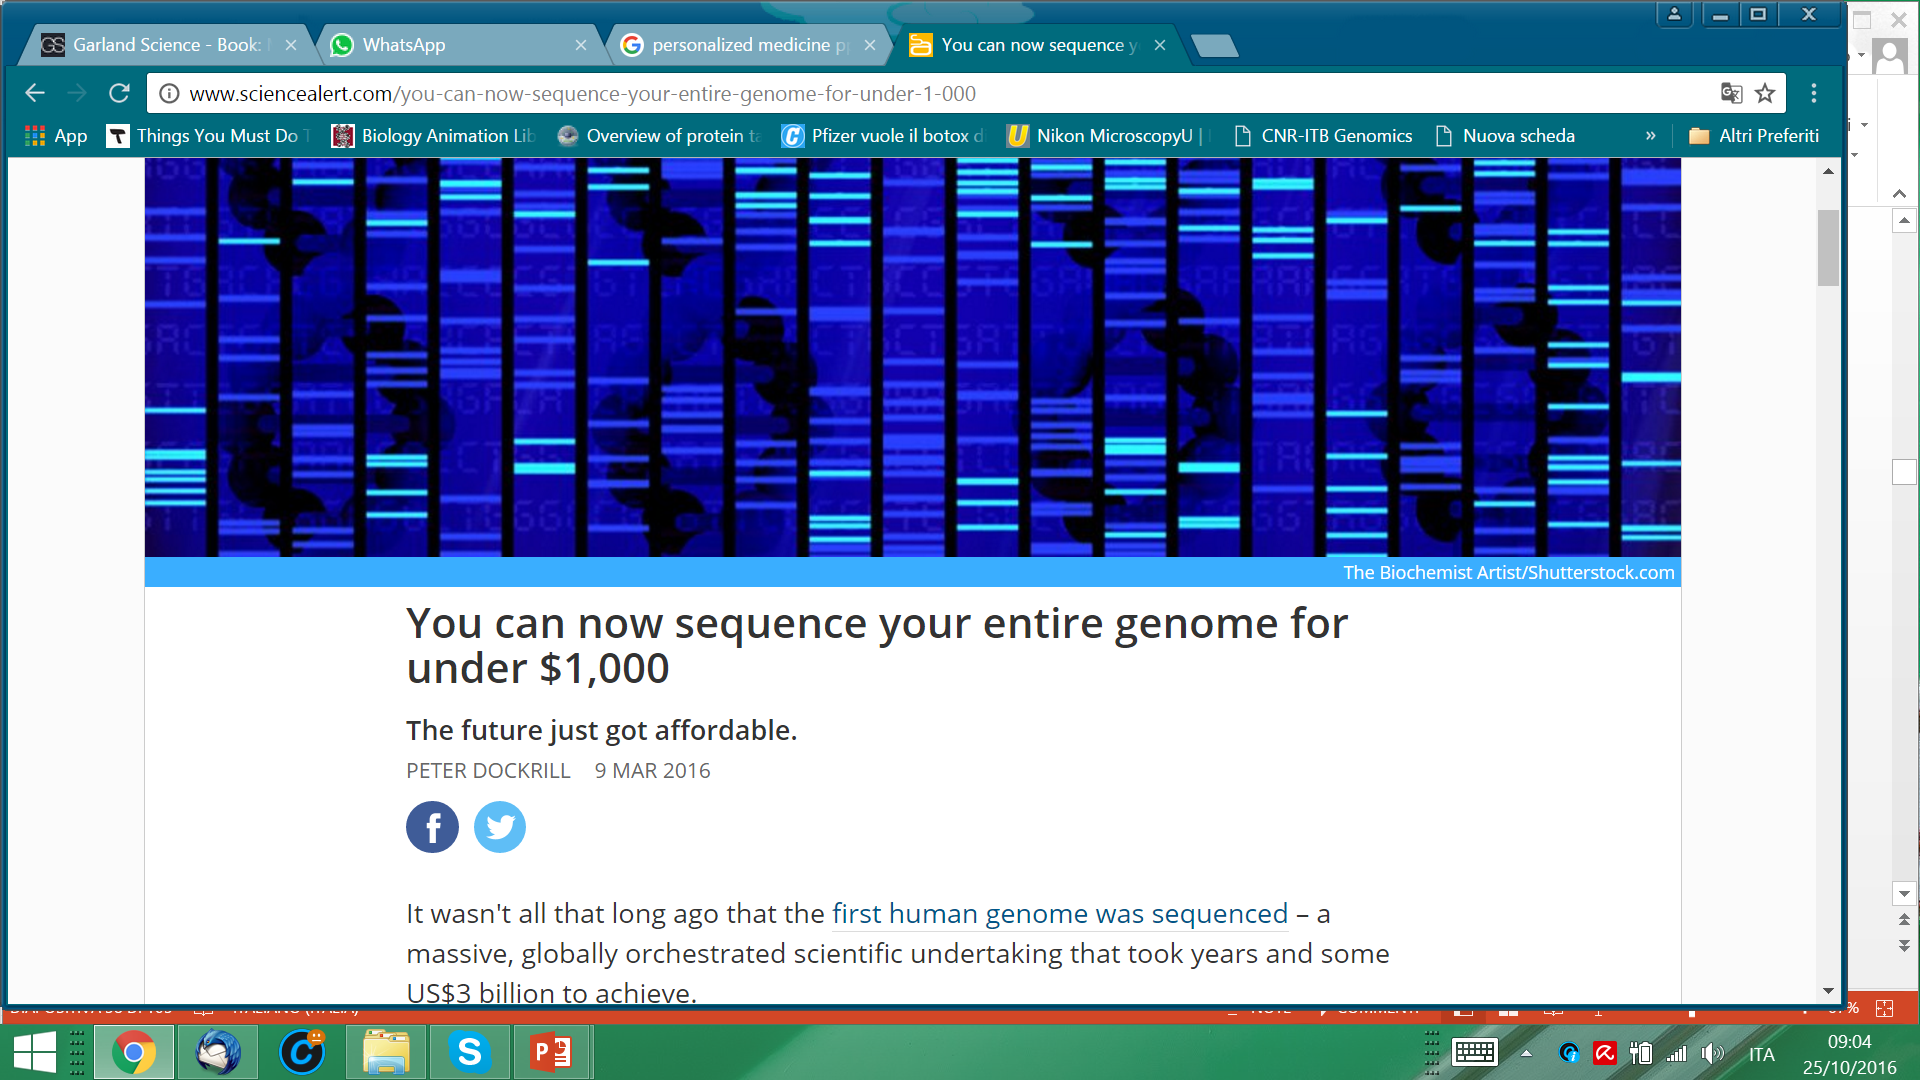 Garland Science - Book:
WhatsApp
personalized medicine p
You can now sequence y
www.sciencealert.com/you-can-now-sequence-your-entire-genome-for-under-1-000
App
Things You Must Do T
Biology Animation Lib
Overview of protein ta
Pfizer vuole il botox d
Nikon MicroscopyU |
CNR-ITB Genomics
Nuova scheda
»
Altri Preferiti
The Biochemist Artist/Shutterstock.com
You can now sequence your entire genome for
under $1,000
The future just got affordable.
PETER DOCKRILL 9 MAR 2016
It wasn't all that long ago that the first human genome was sequenced – a
massive, globally orchestrated scientific undertaking that took years and some
US$3 billion to achieve.
ITA
09:04
25/10/2016